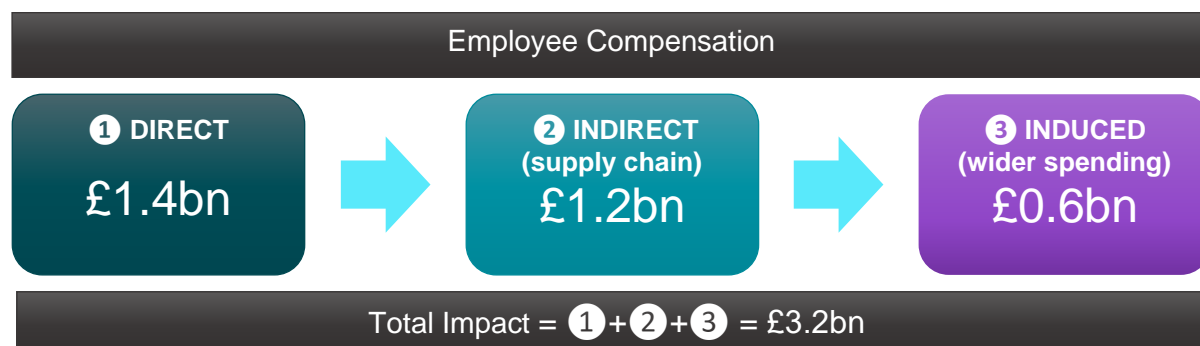 Employee Compensation
❶ DIRECT
£1.4bn
❷ INDIRECT
(supply chain)
£1.2bn
❸ INDUCED
(wider spending)
£0.6bn
Total Impact = ❶+❷+❸ = £3.2bn